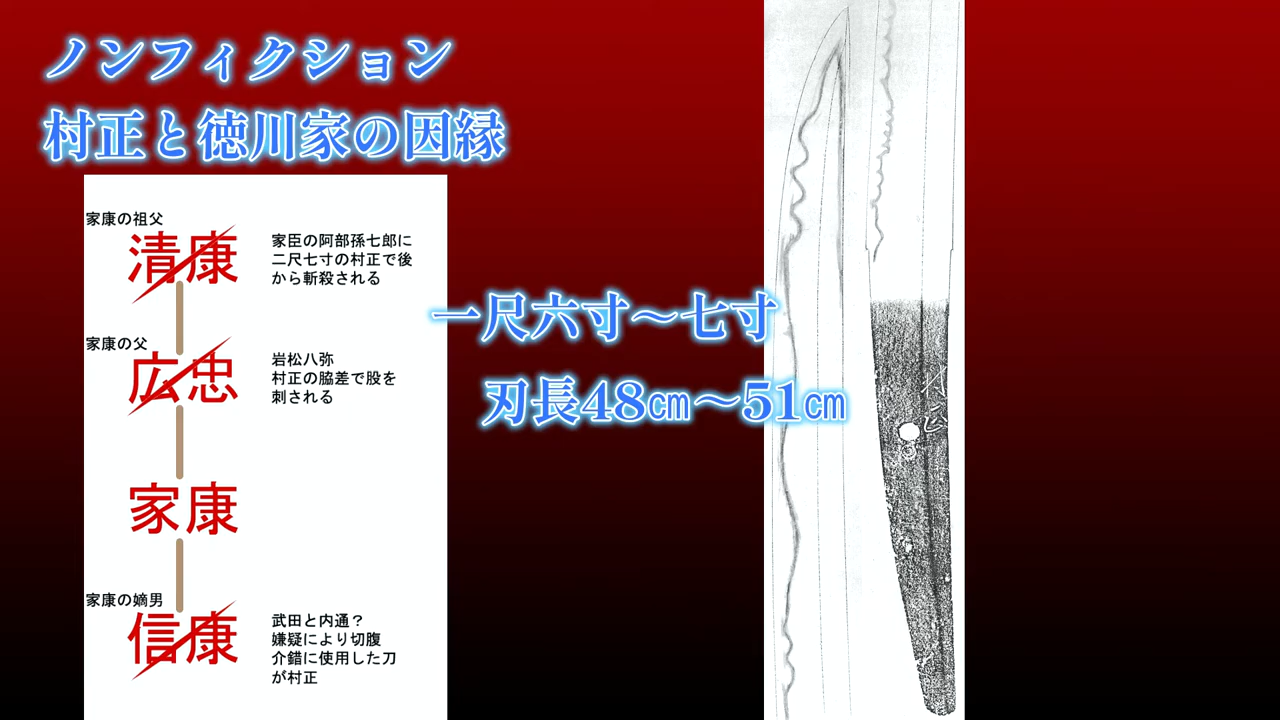 ノンフィクション
村正と徳川家の因縁
家康の祖父
清康
家臣の阿部孫七郎に
二尺七寸の村正で後
から斬殺される
家康の父
広忠
岩松八弥
村正の脇差で股を
刺される
家康
家康の嫡男
信康
武田と内通?
嫌疑により切腹
介錯に使用した刀
が村正
一尺六寸～七寸
刃長48㎝～51㎝
村正